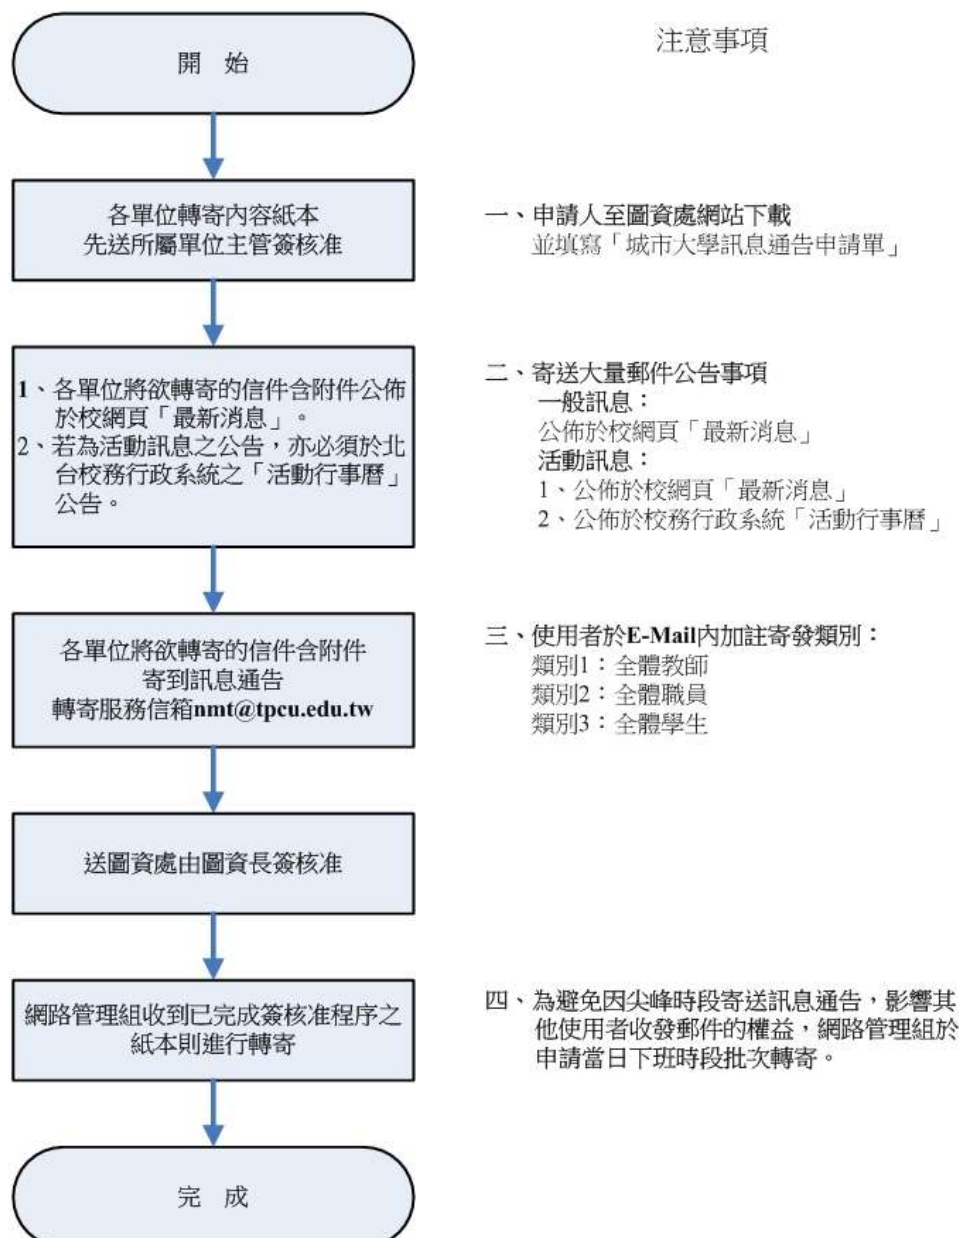 開 始
注意事項
各單位轉寄內容紙本
先送所屬單位主管簽核准
一、申請人至圖資處網站下載
並填寫「城市大學訊息通告申請單」
1、各單位將欲轉寄的信件含附件公佈
於校網頁「最新消息」。
2、若為活動訊息之公告，亦必須於北
台校務行政系統之「活動行事曆」
公告。
二、寄送大量郵件公告事項
一般訊息：
公佈於校網頁「最新消息」
活動訊息：
1、公佈於校網頁「最新消息」
2、公佈於校務行政系統「活動行事曆」
各單位將欲轉寄的信件含附件
寄到訊息通告
轉寄服務信箱nmt@tpcu.edu.tw
三、使用者於E-Mail內加註寄發類別：
類別1：全體教師
類別2：全體職員
類別3：全體學生
送圖資處由圖資長簽核准
網路管理組收到已完成簽核准程序之
紙本則進行轉寄
四、為避免因尖峰時段寄送訊息通告，影響其
他使用者收發郵件的權益，網路管理組於
申請當日下班時段批次轉寄。
完 成